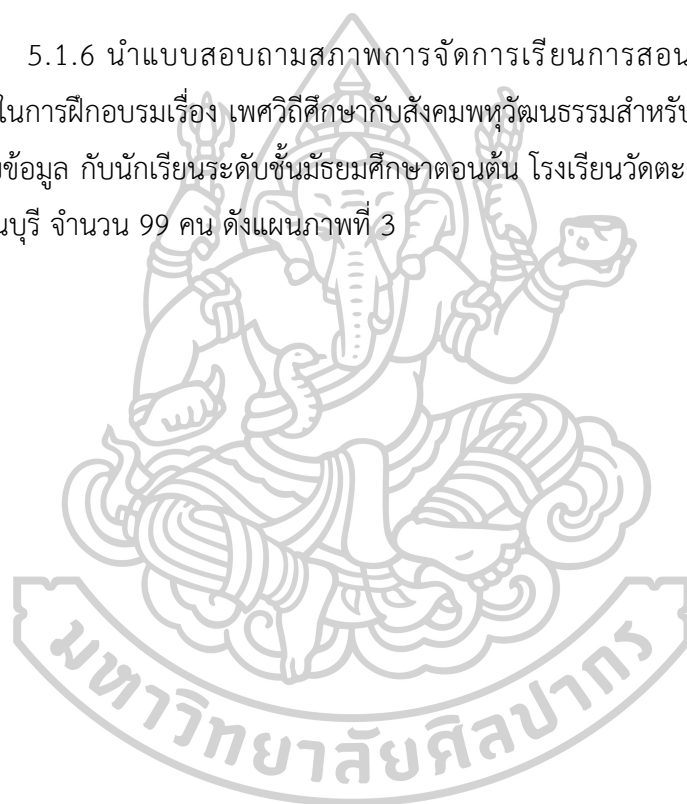 5.1.6 นำแบบสอบถามสภาพการจัดการเรียนการสอน
ในการฝึกอบรมเรื่อง เพศวิถีศึกษากับสังคมพหุวัฒนธรรมสำหรับ
ข้อมูล กับนักเรียนระดับชั้นมัธยมศึกษาตอนต้น โรงเรียนวัดตะ
นบุรี จำนวน 99 คน ดังแผนภาพที่ 3
มหาวิทยาลัยศิลปากร